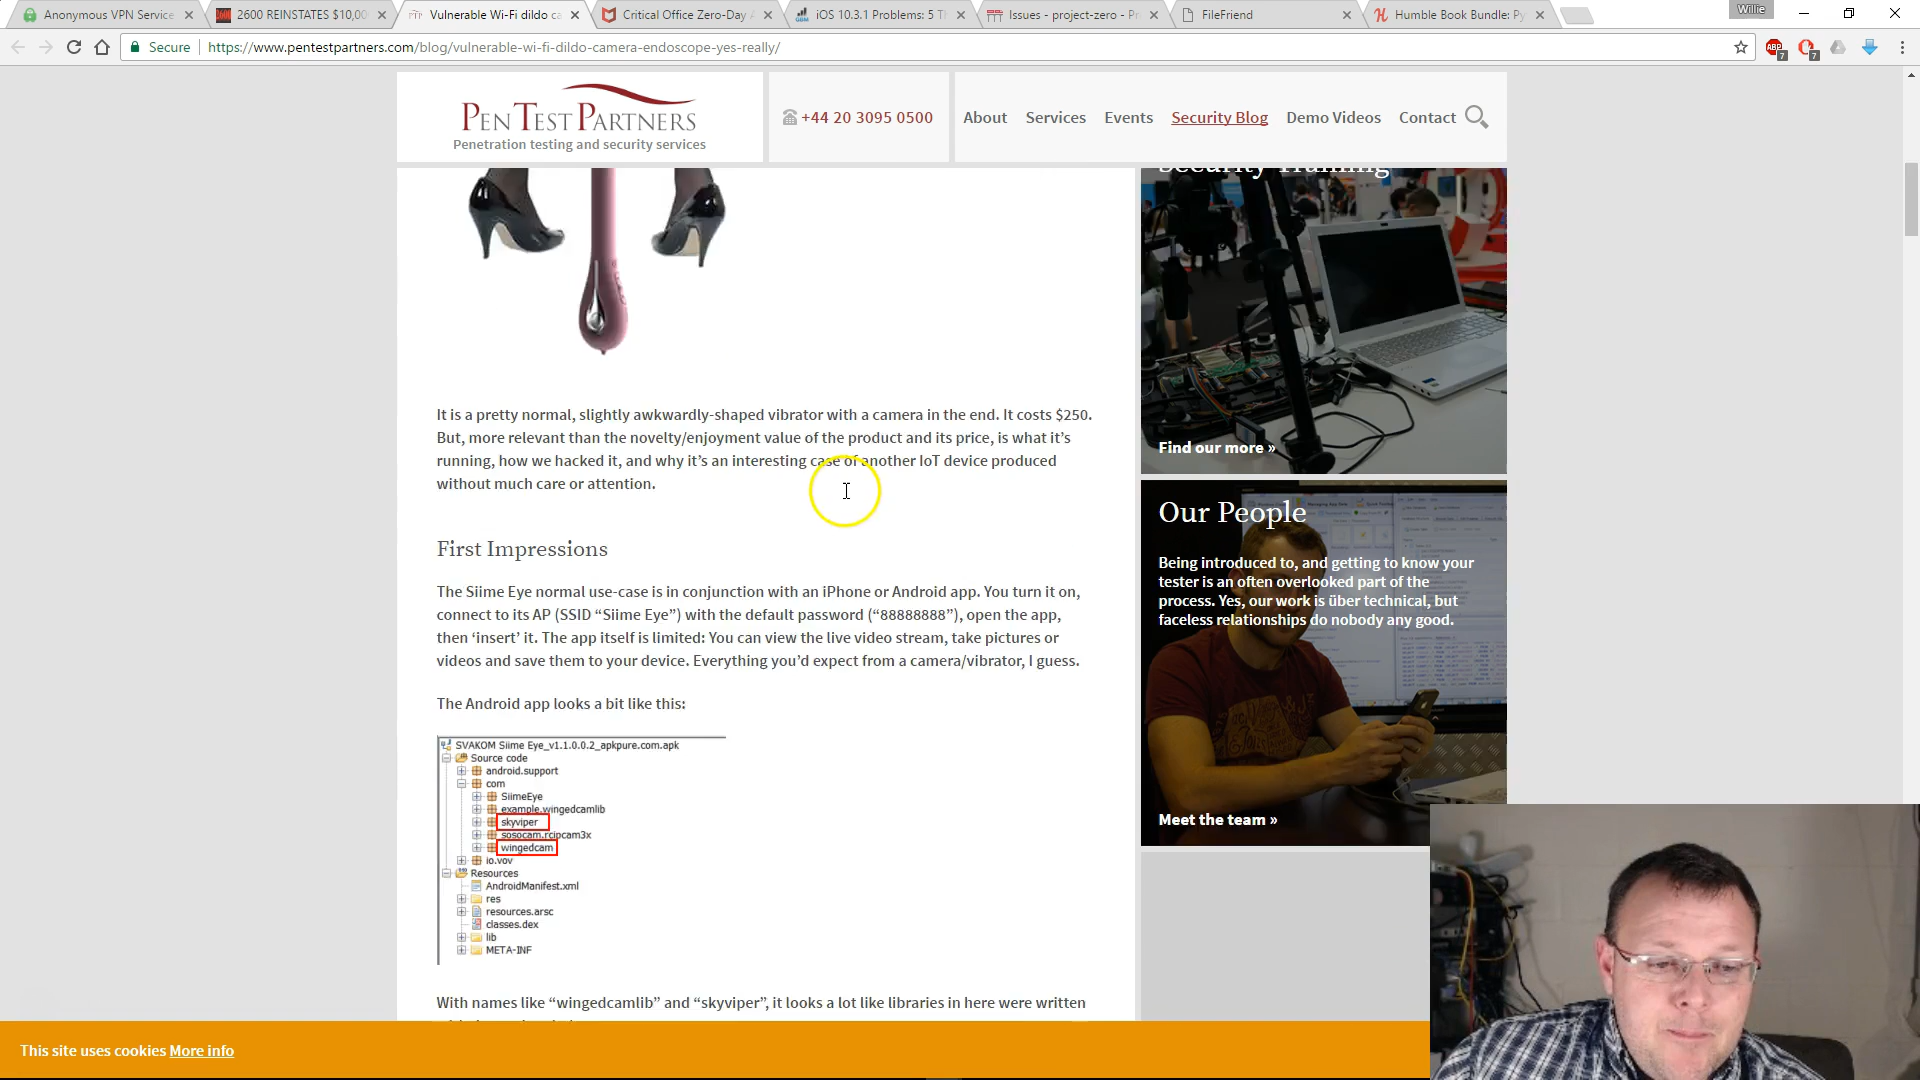 Anonymous VPN Service
2600 REINSTATES $10,00
Vulnerable Wi-Fi dildo ca
Critical Office Zero-Day A
iOS 10.3.1 Problems: 5 Th
Issues - project-zero - Pr
FileFriend
Humble Book Bundle: Py
Willie
Secure
https://www.pentestpartners.com/blog/vulnerable-wi-fi-dildo-camera-endoscope-yes-really/
ABP
7
7
PENTESTPARTNERS
Penetration testing and security services
+44 20 3095 0500
About
Services
Events
Security Blog
Demo Videos
Contact
Security Training
Find our more »
It is a pretty normal, slightly awkwardly-shaped vibrator with a camera in the end. It costs $250.
But, more relevant than the novelty/enjoyment value of the product and its price, is what it’s
running, how we hacked it, and why it’s an interesting case of another IoT device produced
without much care or attention.
First Impressions
The Siime Eye normal use-case is in conjunction with an iPhone or Android app. You turn it on,
connect to its AP (SSID “Siime Eye”) with the default password (“88888888”), open the app,
then ‘insert’ it. The app itself is limited: You can view the live video stream, take pictures or
videos and save them to your device. Everything you’d expect from a camera/vibrator, I guess.
The Android app looks a bit like this:
SVAKOM Siime Eye_v1.1.0.0.2_apkpure.com.apk
Source code
android.support
com
SiimeEye
example.wingedcamlib
skyviper
sosocam.rcipcam3x
wingedcam
io.vov
Resources
AndroidManifest.xml
res
resources.arsc
classes.dex
lib
META-INF
With names like “wingedcamlib” and “skyviper”, it looks a lot like libraries in here were written
Our People
Being introduced to, and getting to know your
tester is an often overlooked part of the
process. Yes, our work is über technical, but
faceless relationships do nobody any good.
Meet the team »
This site uses cookies More info